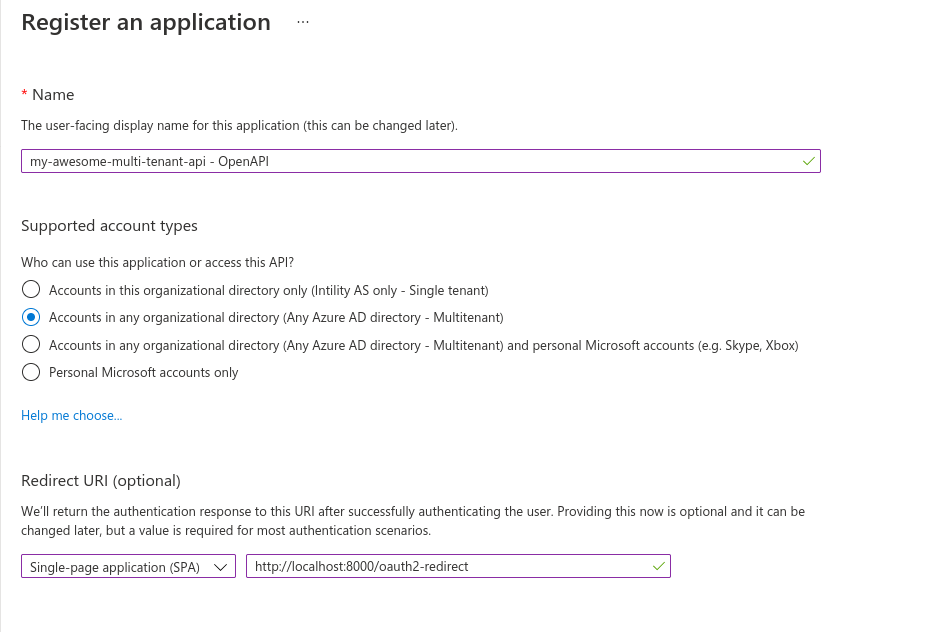 Register an application ...
* Name
The user-facing display name for this application (this can be changed later).
my-awesome-multi-tenant-api - OpenAPI
Supported account types
Who can use this application or access this API?
Accounts in this organizational directory only (Intility AS only - Single tenant)
Accounts in any organizational directory (Any Azure AD directory - Multitenant)
Accounts in any organizational directory (Any Azure AD directory - Multitenant) and personal Microsoft accounts (e.g. Skype, Xbox)
Personal Microsoft accounts only
Help me choose...
Redirect URI (optional)
We'll return the authentication response to this URI after successfully authenticating the user. Providing this now is optional and it can be
changed later, but a value is required for most authentication scenarios.
Single-page application (SPA) http://localhost:8000/oauth2-redirect